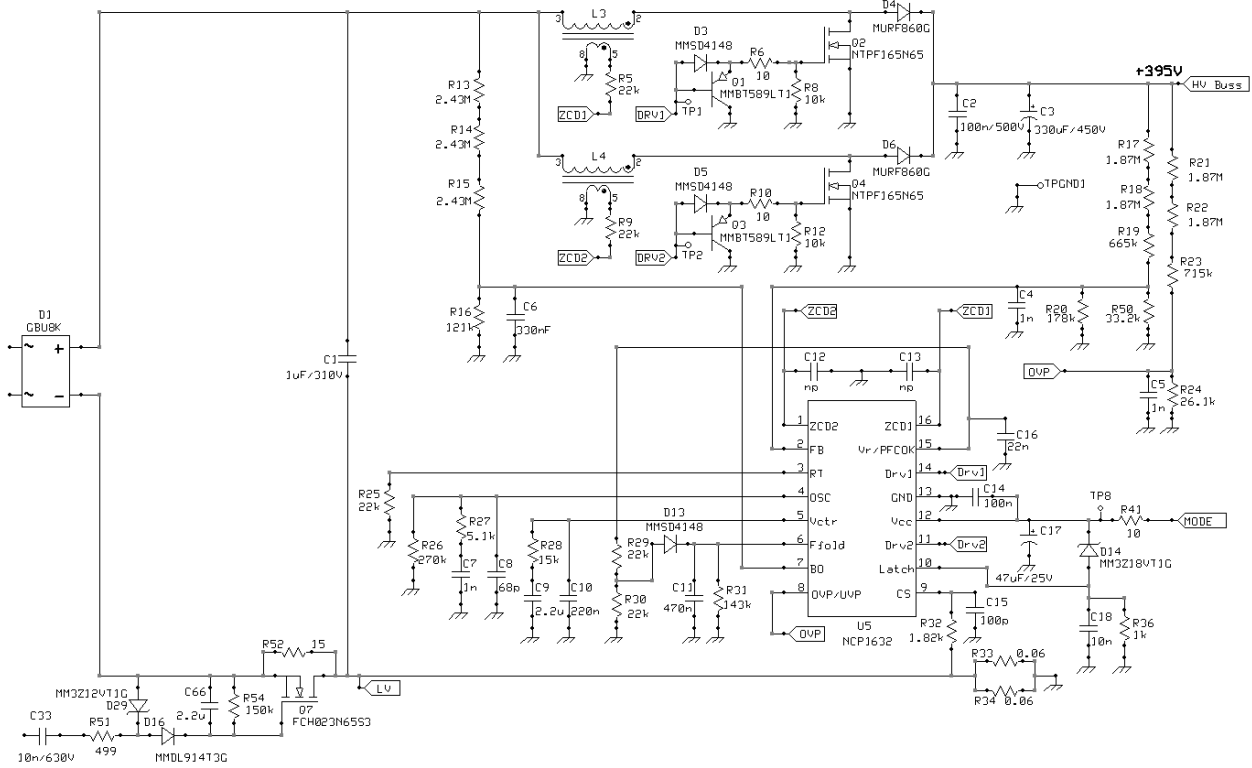 L3
D4
MURF860G
3
2
8
5
R5
22k
ZCD1
D3
MMSD4148
R6
10
Q1
MMBT589LT1
DRV1
TP1
R8
10k
Q2
NTPF165N65
R13
2.43M
R14
2.43M
R15
2.43M
+395V
HV Buss
C2
100n/500V
C3
330uF/450V
L4
3
2
8
5
R9
22k
ZCD2
D5
MMSD4148
R10
10
Q3
MMBT589LT1
DRV2
TP2
R12
10k
Q4
NTPF165N65
D6
MURF860G
TPGND1
R17
1.87M
R18
1.87M
R19
665k
R21
1.87M
R22
1.87M
R23
715k
R16
121k
C6
330nF
C4
1n
R20
178k
R50
33.2k
D1
GBU8K
~
+
~
-
C1
1uF/310V
ZCD2
ZCD1
C12
np
C13
np
OVP
C5
1n
R24
26.1k
1
ZCD2
ZCD1
16
2
FB
Vr/PFCOK
15
C16
22n
3
RT
Drv1
14
Drv1
4
OSC
GND
13
C14
100n
5
Vctr
Vcc
12
TP8
R41
10
MODE
6
Ffold
Drv2
11
Drv2
C17
47uF/25V
D14
MM3Z18VT1G
7
BO
Latch
10
8
OVP/UVP
CS
9
U5
NCP1632
OVP
R25
22k
R26
270k
R27
5.1k
C7
1n
C8
68p
R28
15k
C9
2.2u
C10
220n
R29
22k
R30
22k
D13
MMSD4148
C11
470n
R31
143k
R32
1.82k
C15
100p
C18
10n
R36
1k
R33
0.06
R34
0.06
R52
15
LV
MM3Z12VT1G
D29
C66
2.2u
R54
150k
Q7
FCH023N65S3
C33
10n/630V
R51
499
D16
MMDL914T3G